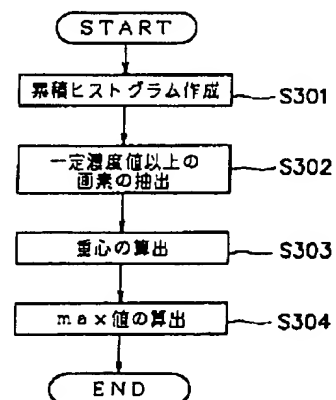 START
累積ヒストグラム作成
S301
一定濃度値以上の
画素の抽出
S302
重心の算出
S303
max値の算出
S304
END